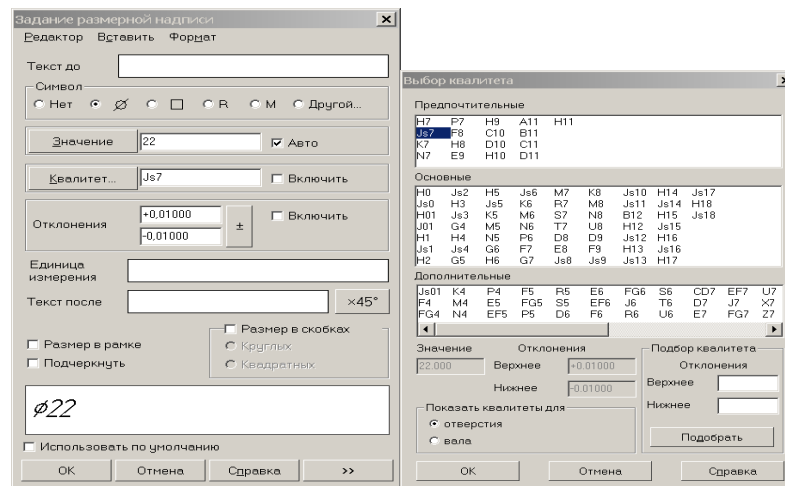 Задание размерной надписи
Редактор Вставить Формат
Текст до
Символ
Нет ⌀ □ R M Другой...
Значение 22 Авто
Квалитет... Js7 Включить
Отклонения +0,01000 ± Включить
-0,01000
Единица
измерения
Текст после ×45°
Размер в скобках
Размер в рамке Круглых
Подчеркнуть Квадратных
⌀22
Использовать по умолчанию
OK Отмена Справка >>
Выбор квалитета
Предпочтительные
H7 P7 H9 A11 H11
Js7 F8 C10 B11
K7 H8 D10 C11
N7 E9 H10 D11
Основные
H0 Js2 H5 Js6 M7 K8 Js10 H14 Js17
Js0 H3 Js5 K6 R7 M8 Js11 Js14 H18
H01 Js3 K5 M6 S7 N8 B12 H15 Js18
J01 G4 M5 N6 T7 U8 H12 Js15
H1 H4 N5 P6 D8 D9 Js12 H16
Js1 Js4 G6 F7 E8 F9 H13 Js16
H2 G5 H6 G7 Js8 Js9 Js13 H17
Дополнительные
Js01 K4 P4 F5 R5 E6 FG6 S6 CD7 EF7 U7
F4 M4 E5 FG5 S5 EF6 J6 T6 D7 J7 X7
FG4 N4 EF5 P5 D6 F6 R6 U6 E7 FG7 Z7
Значение Отклонения Подбор квалитета
22.000 Верхнее +0.01000 Отклонения
Нижнее -0.01000 Верхнее
Показать квалитеты для Нижнее
отверстия
вала Подобрать
OK Отмена Справка